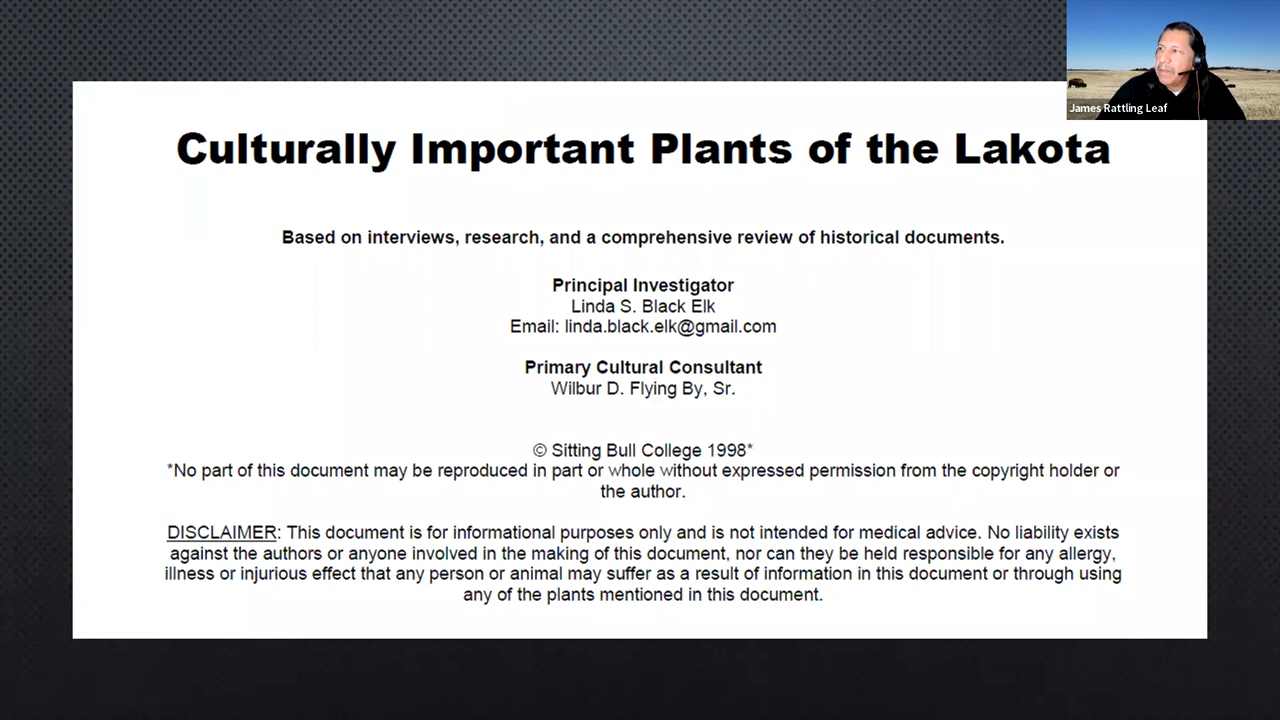 Culturally Important Plants of the Lakota
James Rattling Leaf
Based on interviews, research, and a comprehensive review of historical documents.
Principal Investigator
Linda S. Black Elk
Email: linda.black.elk@gmail.com
Primary Cultural Consultant
Wilbur D. Flying By, Sr.
© Sitting Bull College 1998*
*No part of this document may be reproduced in part or whole without expressed permission from the copyright holder or
the author.
DISCLAIMER: This document is for informational purposes only and is not intended for medical advice. No liability exists
against the authors or anyone involved in the making of this document, nor can they be held responsible for any allergy,
illness or injurious effect that any person or animal may suffer as a result of information in this document or through using
any of the plants mentioned in this document.